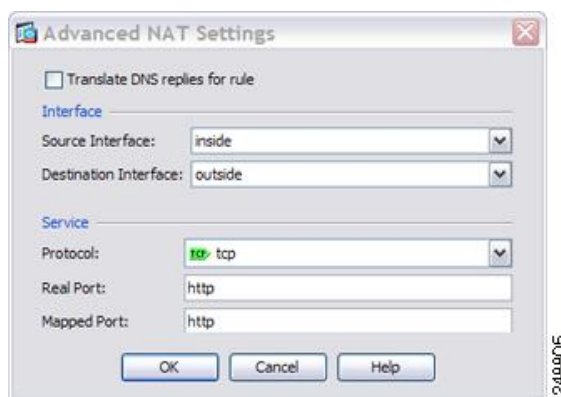 Advanced NAT Settings
Translate DNS replies for rule
Interface
Source Interface: inside
Destination Interface: outside
Service
Protocol: TCP tcp
Real Port: http
Mapped Port: http
OK Cancel Help
248905